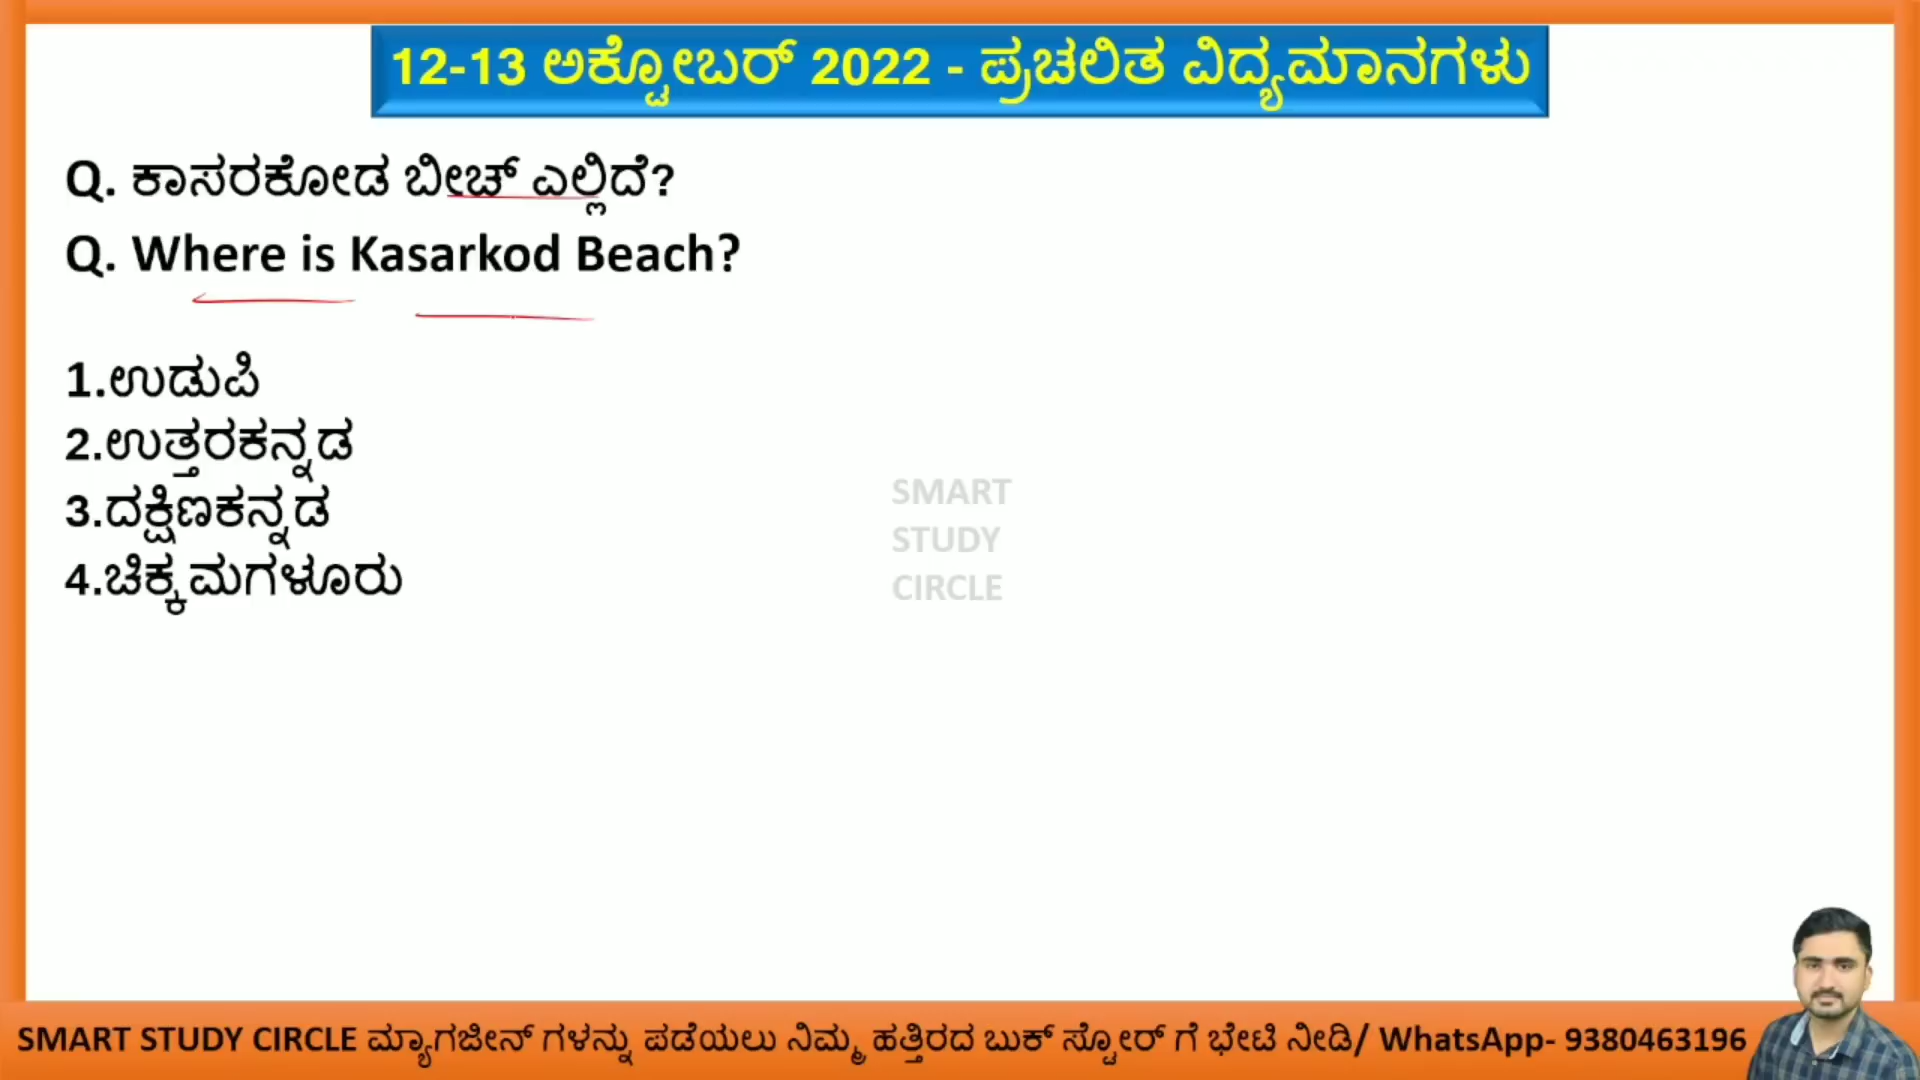 12-13 ಅಕ್ಟೋಬರ್ 2022 - ಪ್ರಚಲಿತ ವಿದ್ಯಮಾನಗಳು
Q. ಕಾಸರಕೋಡ ಬೀಚ್ ಎಲ್ಲಿದೆ?
Q. Where is Kasarkod Beach?
1.ಉಡುಪಿ
2.ಉತ್ತರಕನ್ನಡ
3.ದಕ್ಷಿಣಕನ್ನಡ
4.ಚಿಕ್ಕಮಗಳೂರು
SMART
STUDY
CIRCLE
SMART STUDY CIRCLE ಮ್ಯಾಗಜೀನ್ ಗಳನ್ನು ಪಡೆಯಲು ನಿಮ್ಮ ಹತ್ತಿರದ ಬುಕ್ ಸ್ಟೋರ್ ಗೆ ಭೇಟಿ ನೀಡಿ/ WhatsApp- 9380463196